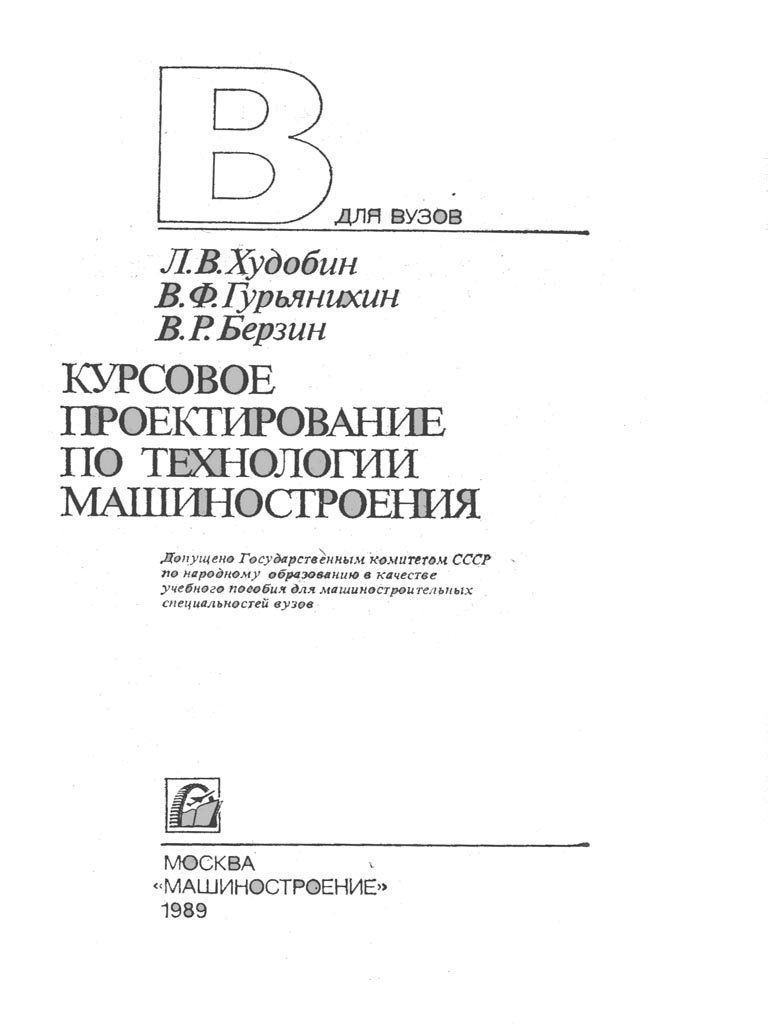 В
ДЛЯ ВУЗОВ
Л.В.Худобин
В.Ф.Гурьянихин
В.Р.Берзин
КУРСОВОЕ
ПРОЕКТИРОВАНИЕ
ПО ТЕХНОЛОГИИ
МАШИНОСТРОЕНИЯ
Допущено Государственным комитетом СССР
по народному образованию в качестве
учебного пособия для машиностроительных
специальностей вузов
МОСКВА
«МАШИНОСТРОЕНИЕ»
1989